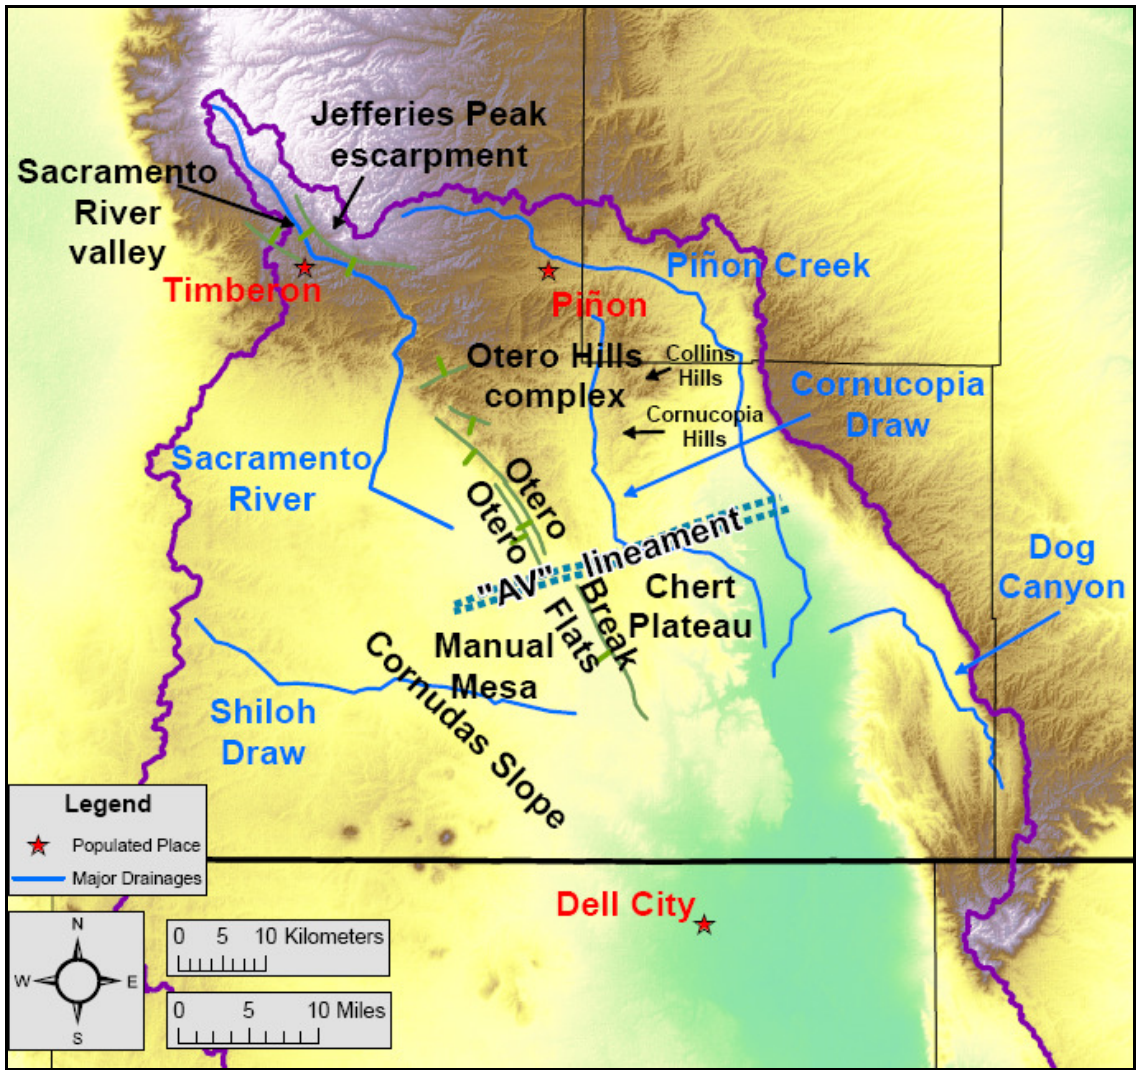 Jefferies Peak
escarpment
Sacramento
River
valley
Timberon
Piñon Creek
Piñon
Otero Hills
complex
Collins
Hills
Cornucopia
Hills
Cornucopia
Draw
Sacramento
River
Otero
Otero
"AV" lineament
Break
Flats
Chert
Plateau
Dog
Canyon
Manual
Mesa
Cornudas Slope
Shiloh
Draw
Legend
Populated Place
Major Drainages
Dell City
N
W E
S
0 5 10 Kilometers
0 5 10 Miles